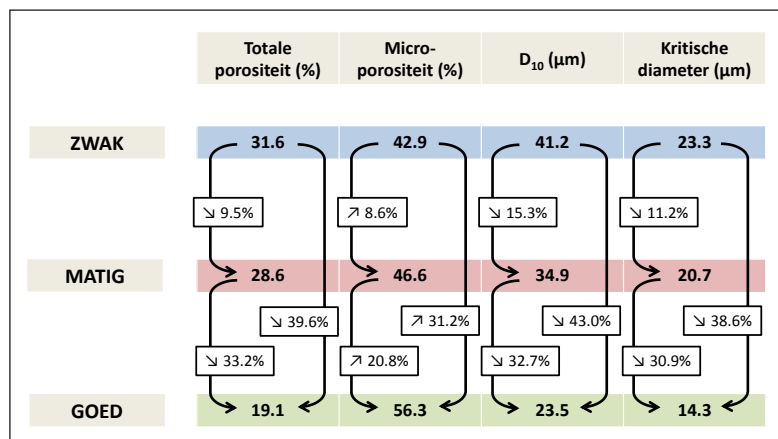 Totale
porositeit (%)
Micro-
porositeit (%)
D10 (µm)
Kritische
diameter (µm)
ZWAK
31.6
42.9
41.2
23.3
↘ 9.5%
↗ 8.6%
↘ 15.3%
↘ 11.2%
MATIG
28.6
46.6
34.9
20.7
↘ 39.6%
↗ 31.2%
↘ 43.0%
↘ 38.6%
↘ 33.2%
↗ 20.8%
↘ 32.7%
↘ 30.9%
GOED
19.1
56.3
23.5
14.3